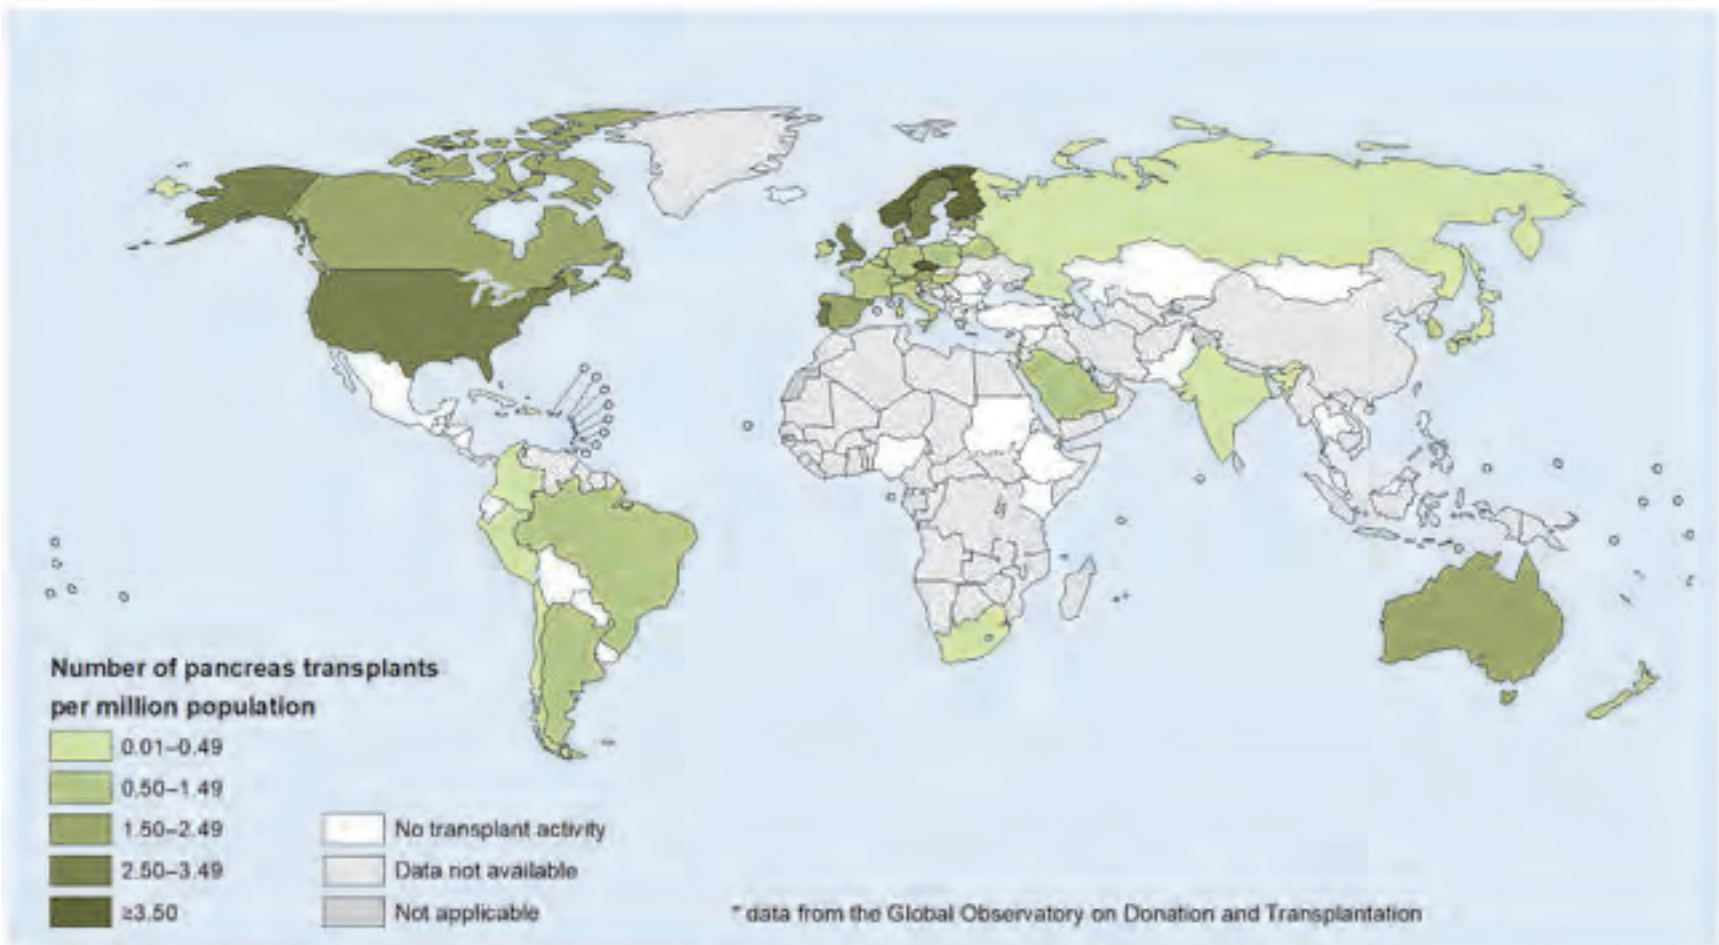 Number of pancreas transplants
per million population
0.01–0.49
0.50–1.49
1.50–2.49
2.50–3.49
≥3.50
No transplant activity
Data not available
Not applicable
* data from the Global Observatory on Donation and Transplantation